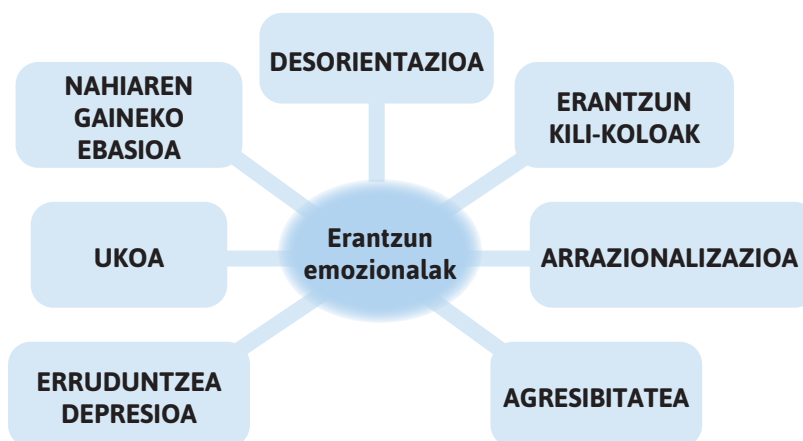 DESORIENTAZIOA
NAHIAREN
GAINEKO
EBASIOA
ERANTZUN
KILI-KOLOAK
Erantzun
emozionalak
UKOA
ARRAZIONALIZAZIOA
ERRUDUNTZEA
DEPRESIOA
AGRESIBITATEA